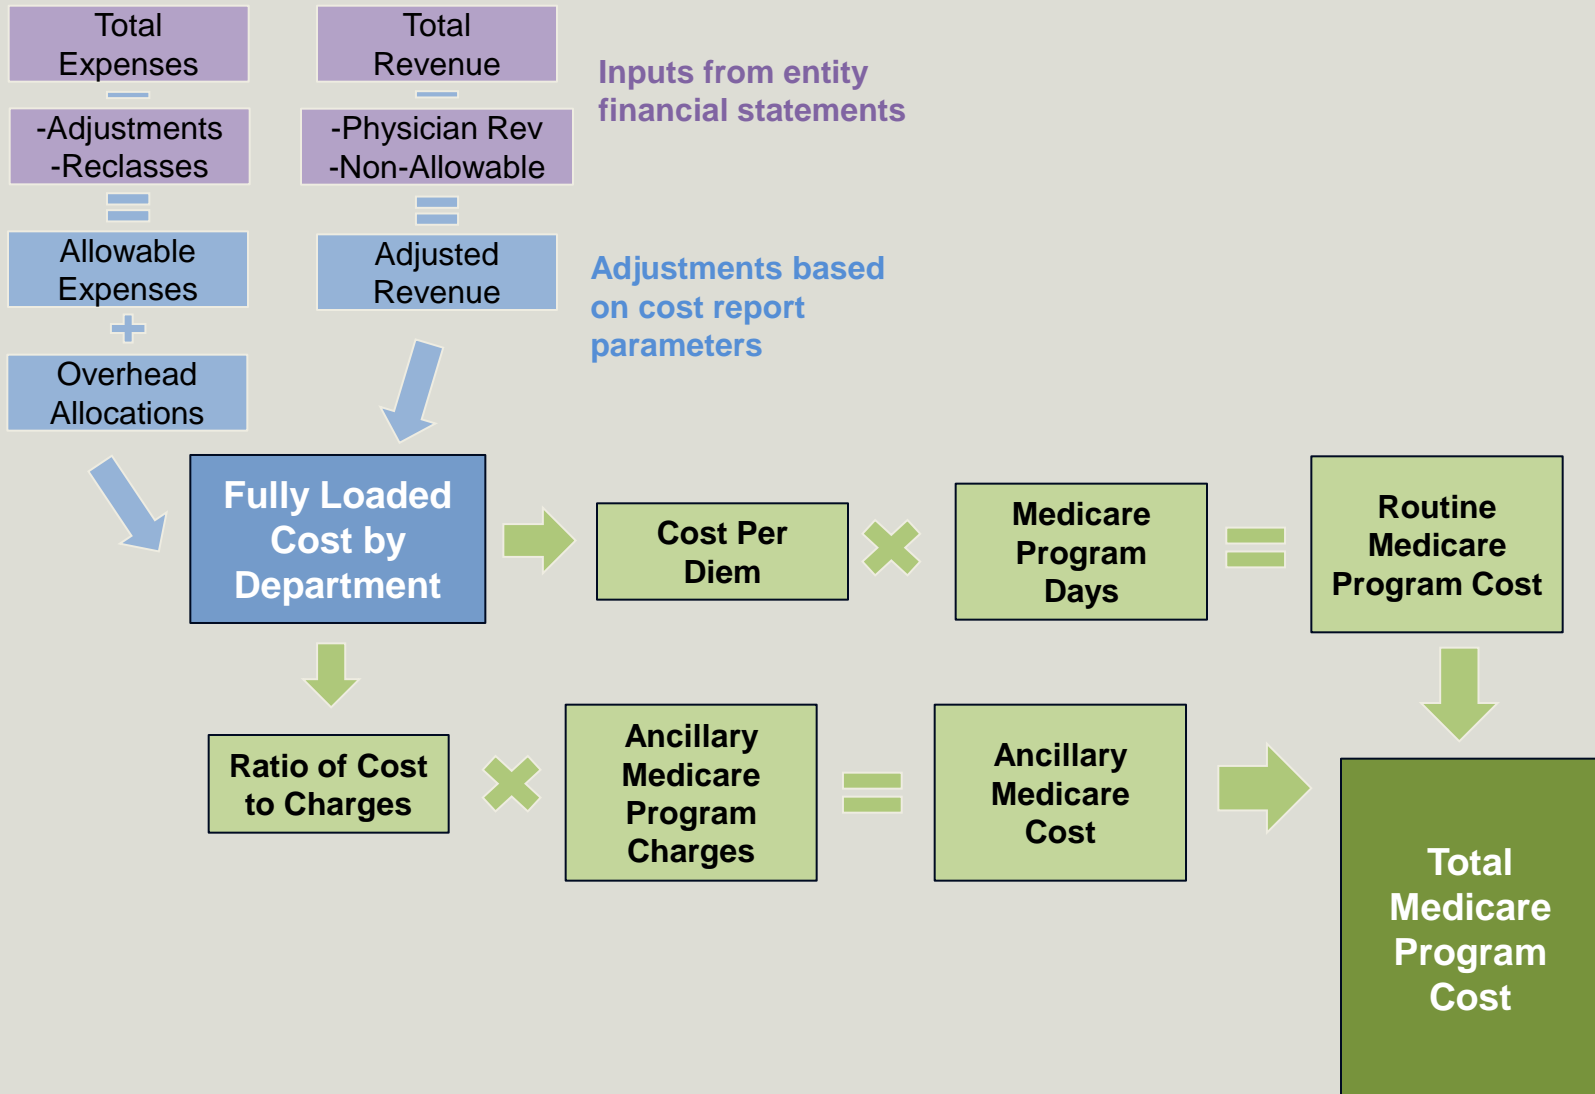 Total
Expenses
Total
Revenue
Inputs from entity
financial statements
-Adjustments
-Reclasses
-Physician Rev
-Non-Allowable
Allowable
Expenses
Adjusted
Revenue
Adjustments based
on cost report
parameters
Overhead
Allocations
Fully Loaded
Cost by
Department
Cost Per
Diem
Medicare
Program
Days
Routine
Medicare
Program Cost
Ratio of Cost
to Charges
Ancillary
Medicare
Program
Charges
Ancillary
Medicare
Cost
Total
Medicare
Program
Cost